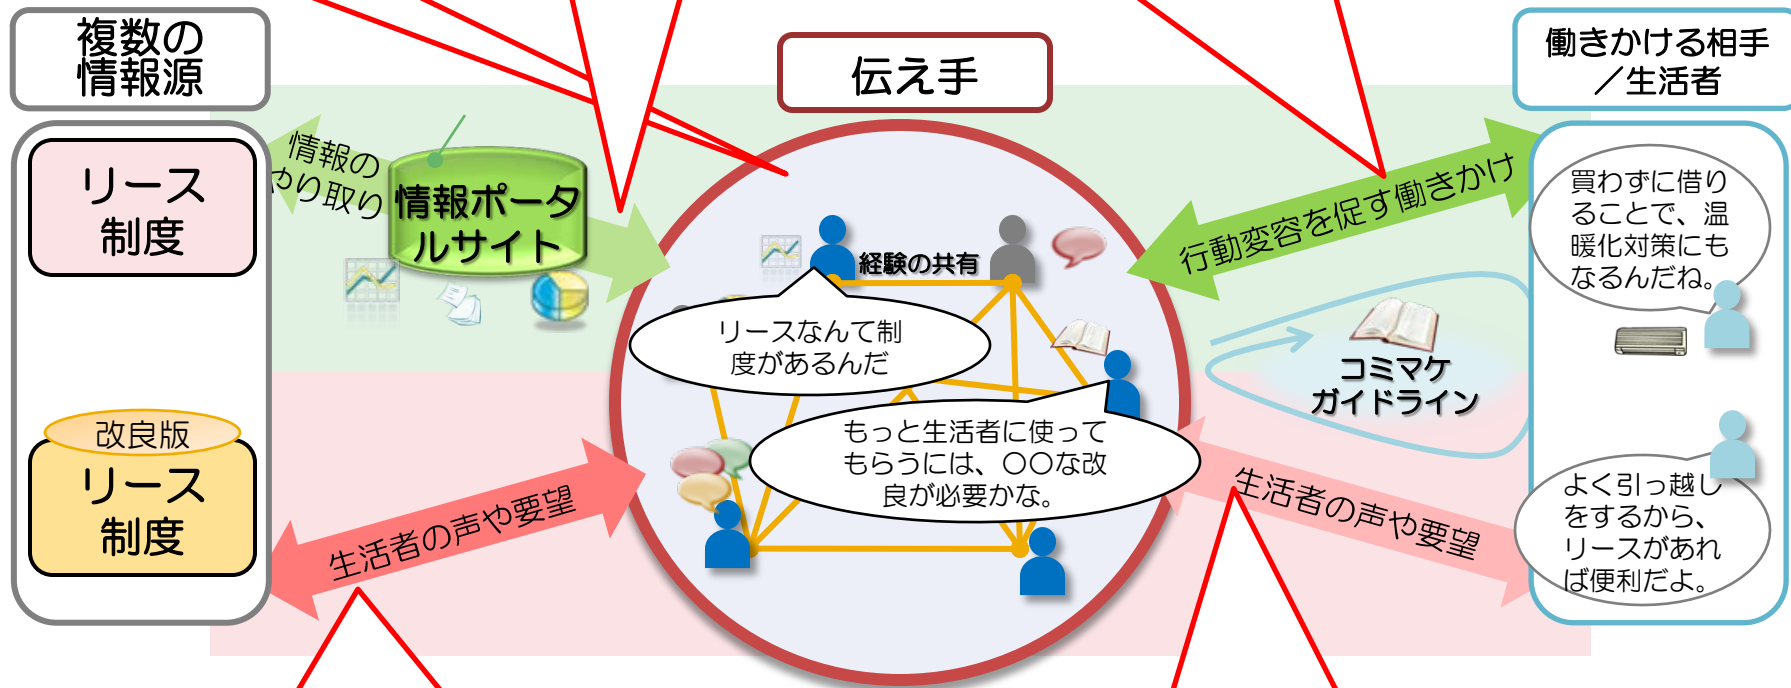 複数の
情報源
伝え手
働きかける相手
／生活者
リース
制度
情報の
やり取り
情報ポータ
ルサイト
経験の共有
行動変容を促す働きかけ
買わずに借り
ることで、温
暖化対策にも
なるんだね。
リースなんて制
度があるんだ
コミマケ
ガイドライン
改良版
リース
制度
もっと生活者に使って
もらうには、〇〇な改
良が必要かな。
生活者の声や要望
生活者の声や要望
よく引っ越し
をするから、
リースがあれ
ば便利だよ。